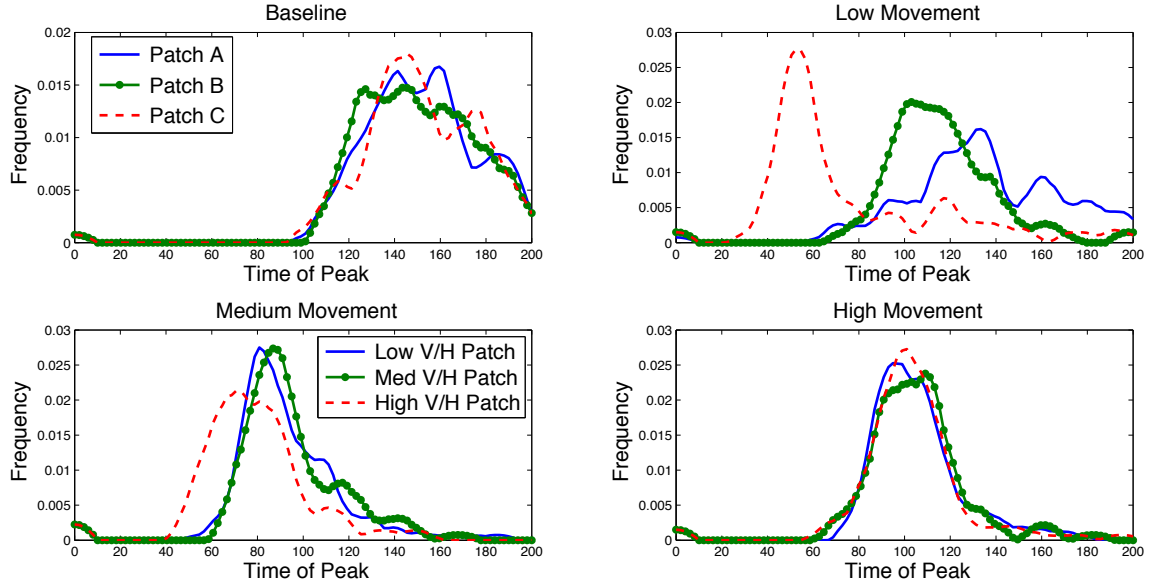 Baseline
Frequency
0.02
0.015
0.01
0.005
0
Patch A
Patch B
Patch C
0 20 40 60 80 100 120 140 160 180 200
Time of Peak
Low Movement
Frequency
0.03
0.02
0.015
0.01
0.005
0
0 20 40 60 80 100 120 140 160 180 200
Time of Peak
Medium Movement
Frequency
0.03
0.025
0.02
0.015
0.01
0.005
0
Low V/H Patch
Med V/H Patch
High V/H Patch
0 20 40 60 80 100 120 140 160 180 200
Time of Peak
High Movement
Frequency
0.03
0.025
0.02
0.015
0.01
0.005
0
0 20 40 60 80 100 120 140 160 180 200
Time of Peak